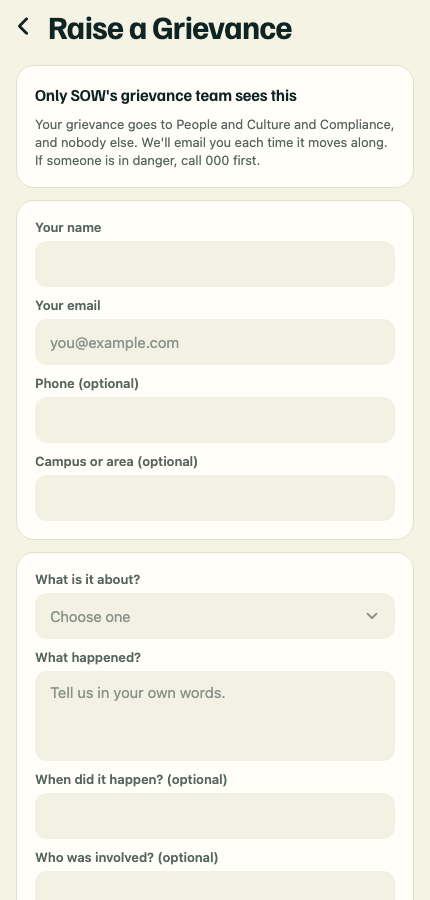 Raise a Grievance
Only SOW's grievance team sees this
Your grievance goes to People and Culture and Compliance,
and nobody else. We'll email you each time it moves along.
If someone is in danger, call 000 first.
Your name
Your email
you@example.com
Phone (optional)
Campus or area (optional)
What is it about?
Choose one
What happened?
Tell us in your own words.
When did it happen? (optional)
Who was involved? (optional)